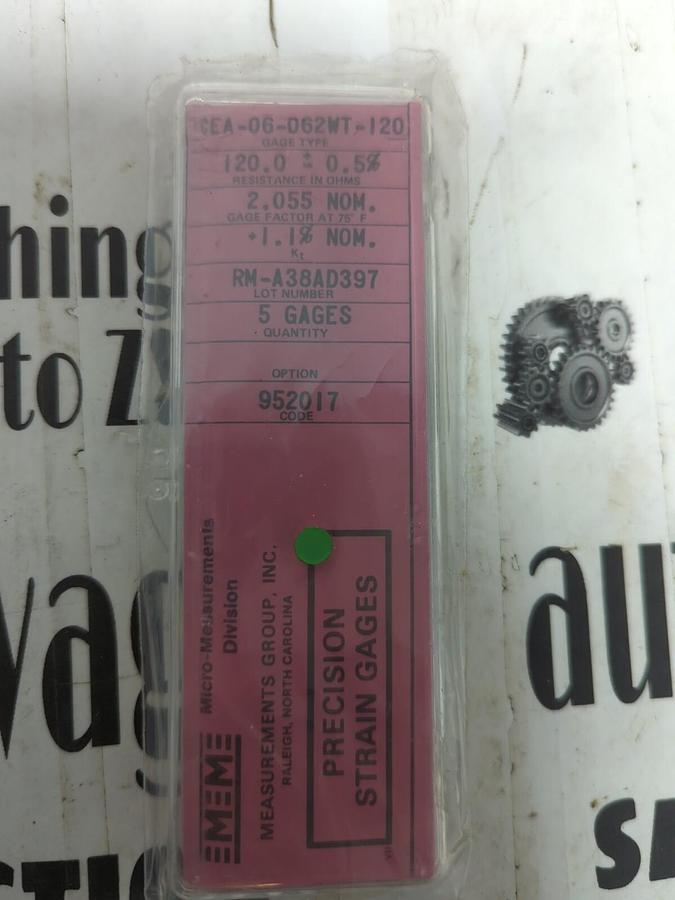 CEA-06-062WT-120
GAGE TYPE
120.0 ± 0.5%
RESISTANCE IN OHMS
2.055 NOM.
GAGE FACTOR AT 75° F
+1.1% NOM.
Kt
RM-A38AD397
LOT NUMBER
5 GAGES
QUANTITY
OPTION
952017
CODE
Micro-Measurements
Division
MEASUREMENTS GROUP, INC.
RALEIGH, NORTH CAROLINA
PRECISION
STRAIN GAGES
MM
hing
to Z
au